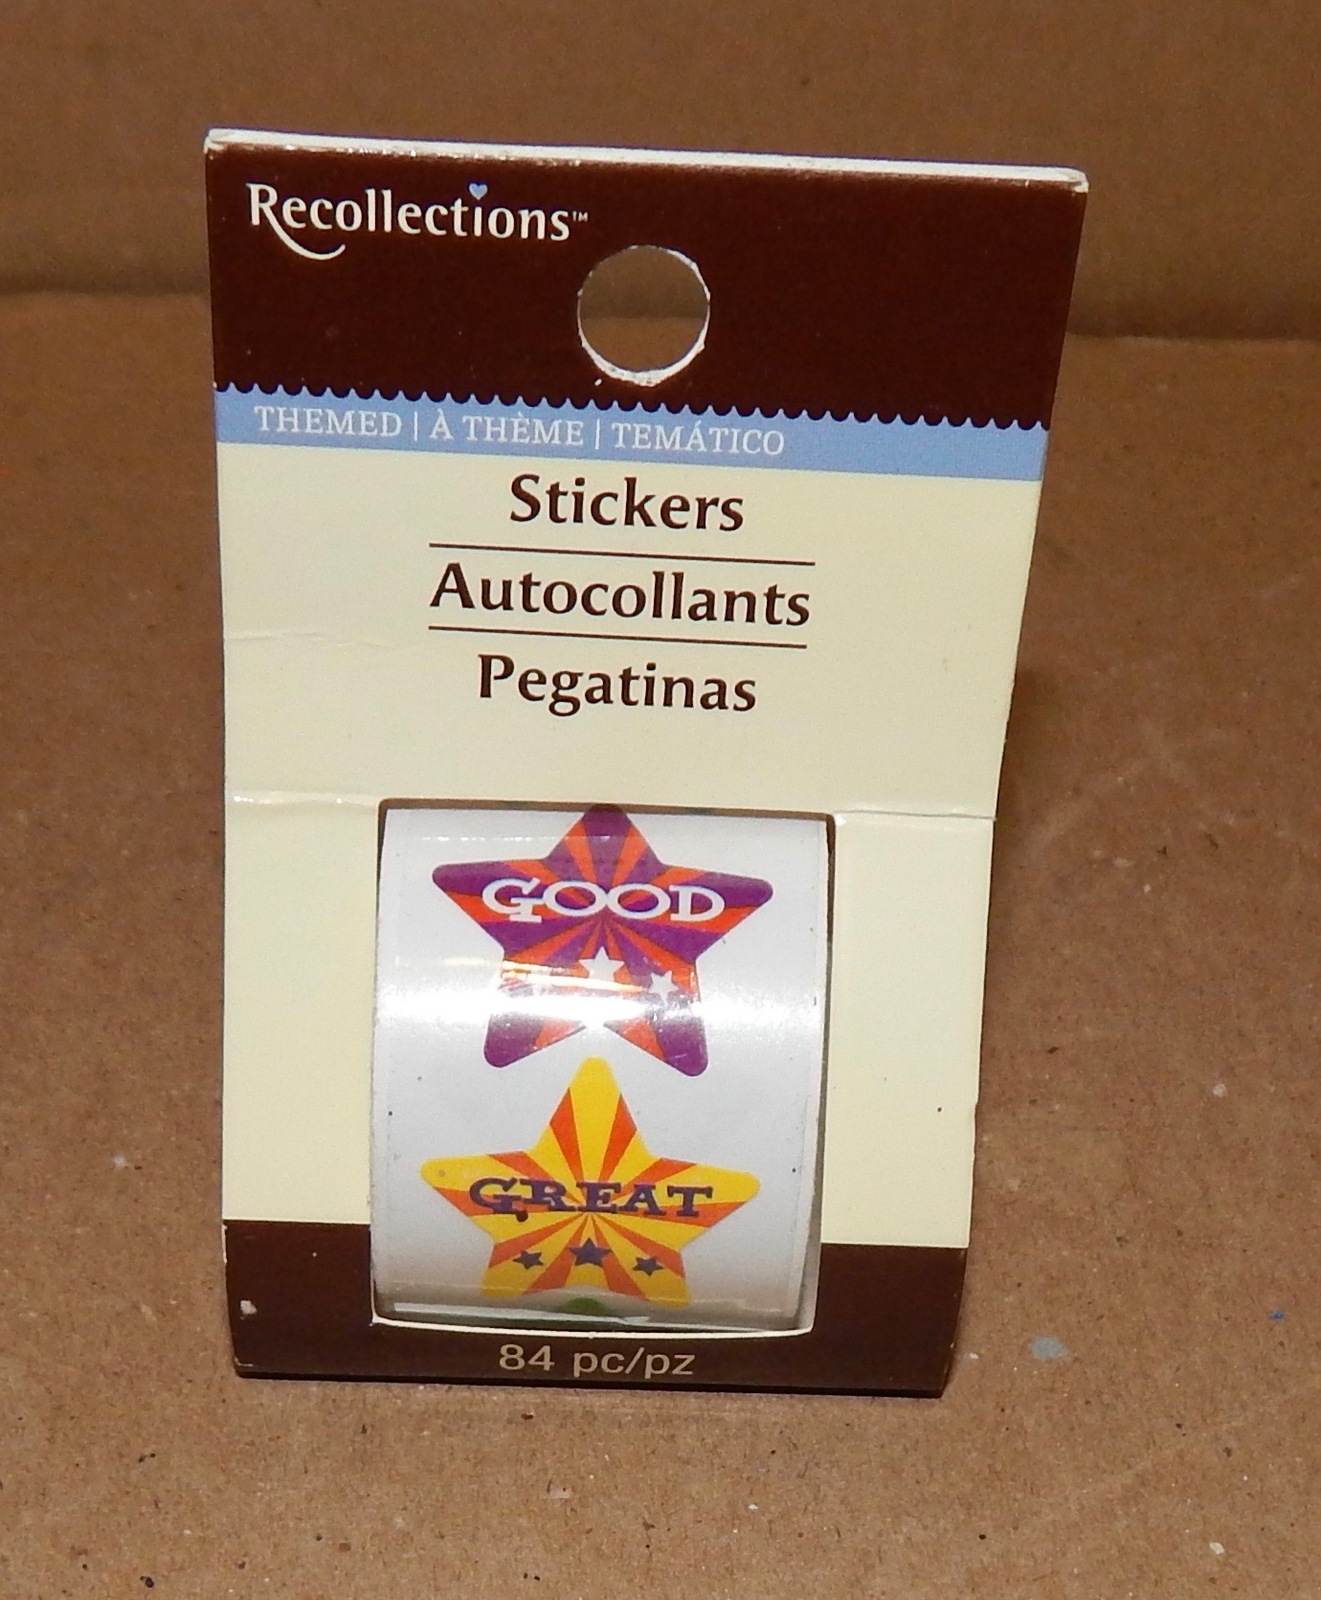 Recollections™
THEMED | À THÈME | TEMÁTICO
Stickers
Autocollants
Pegatinas
GOOD
GREAT
84 pc/pz